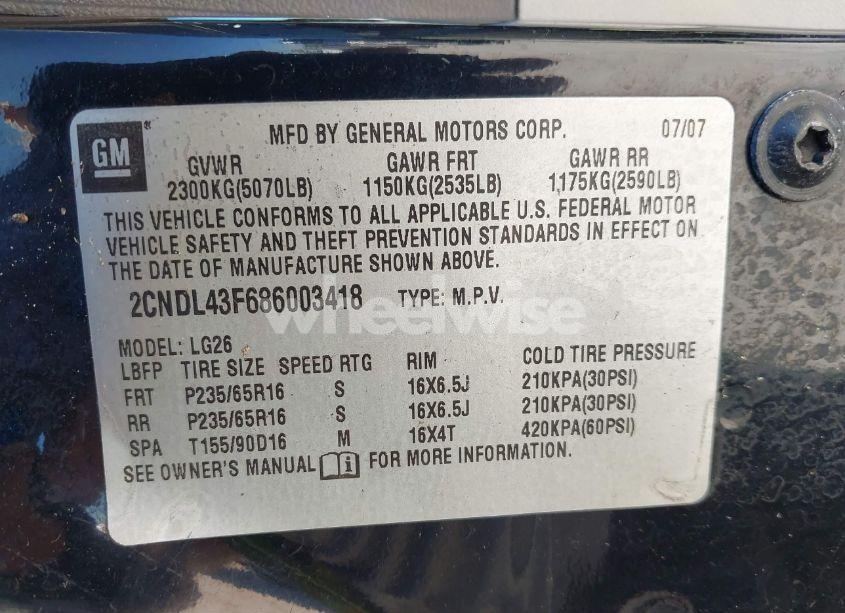 GM ® MFD BY GENERAL MOTORS CORP. 07/07
GVWR GAWR FRT GAWR RR
2300KG(5070LB) 1150KG(2535LB) 1,175KG(2590LB)
THIS VEHICLE CONFORMS TO ALL APPLICABLE U.S. FEDERAL MOTOR
VEHICLE SAFETY AND THEFT PREVENTION STANDARDS IN EFFECT ON
THE DATE OF MANUFACTURE SHOWN ABOVE.
2CNDL43F686003418 TYPE: M.P.V.
wheelwise
MODEL: LG26
LBFP TIRE SIZE SPEED RTG RIM COLD TIRE PRESSURE
FRT P235/65R16 S 16X6.5J 210KPA(30PSI)
RR P235/65R16 S 16X6.5J 210KPA(30PSI)
SPA T155/90D16 M 16X4T 420KPA(60PSI)
SEE OWNER'S MANUAL FOR MORE INFORMATION.